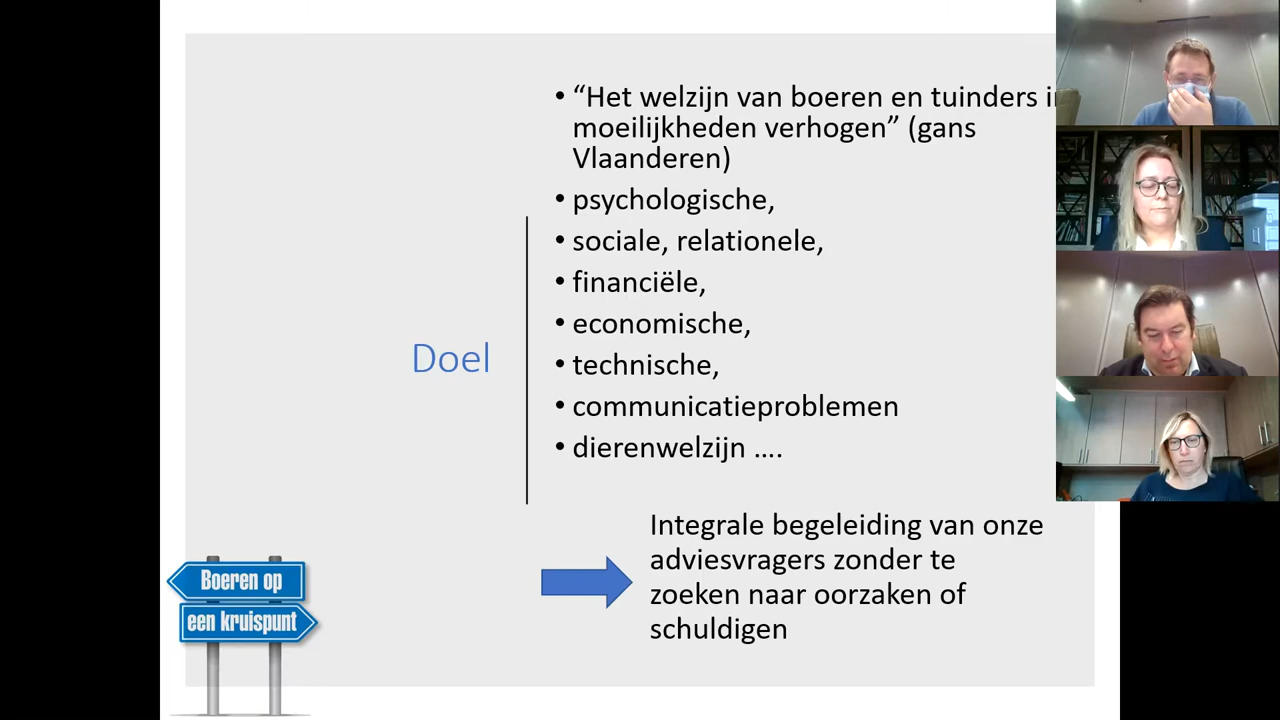 • “Het welzijn van boeren en tuinders
moeilijkheden verhogen” (gans
Vlaanderen)
• psychologische,
• sociale, relationele,
• financiële,
• economische,
• technische,
• communicatieproblemen
• dierenwelzijn ....
Doel
Integrale begeleiding van onze
adviesvragers zonder te
zoeken naar oorzaken of
schuldigen
Boeren op
een kruispunt